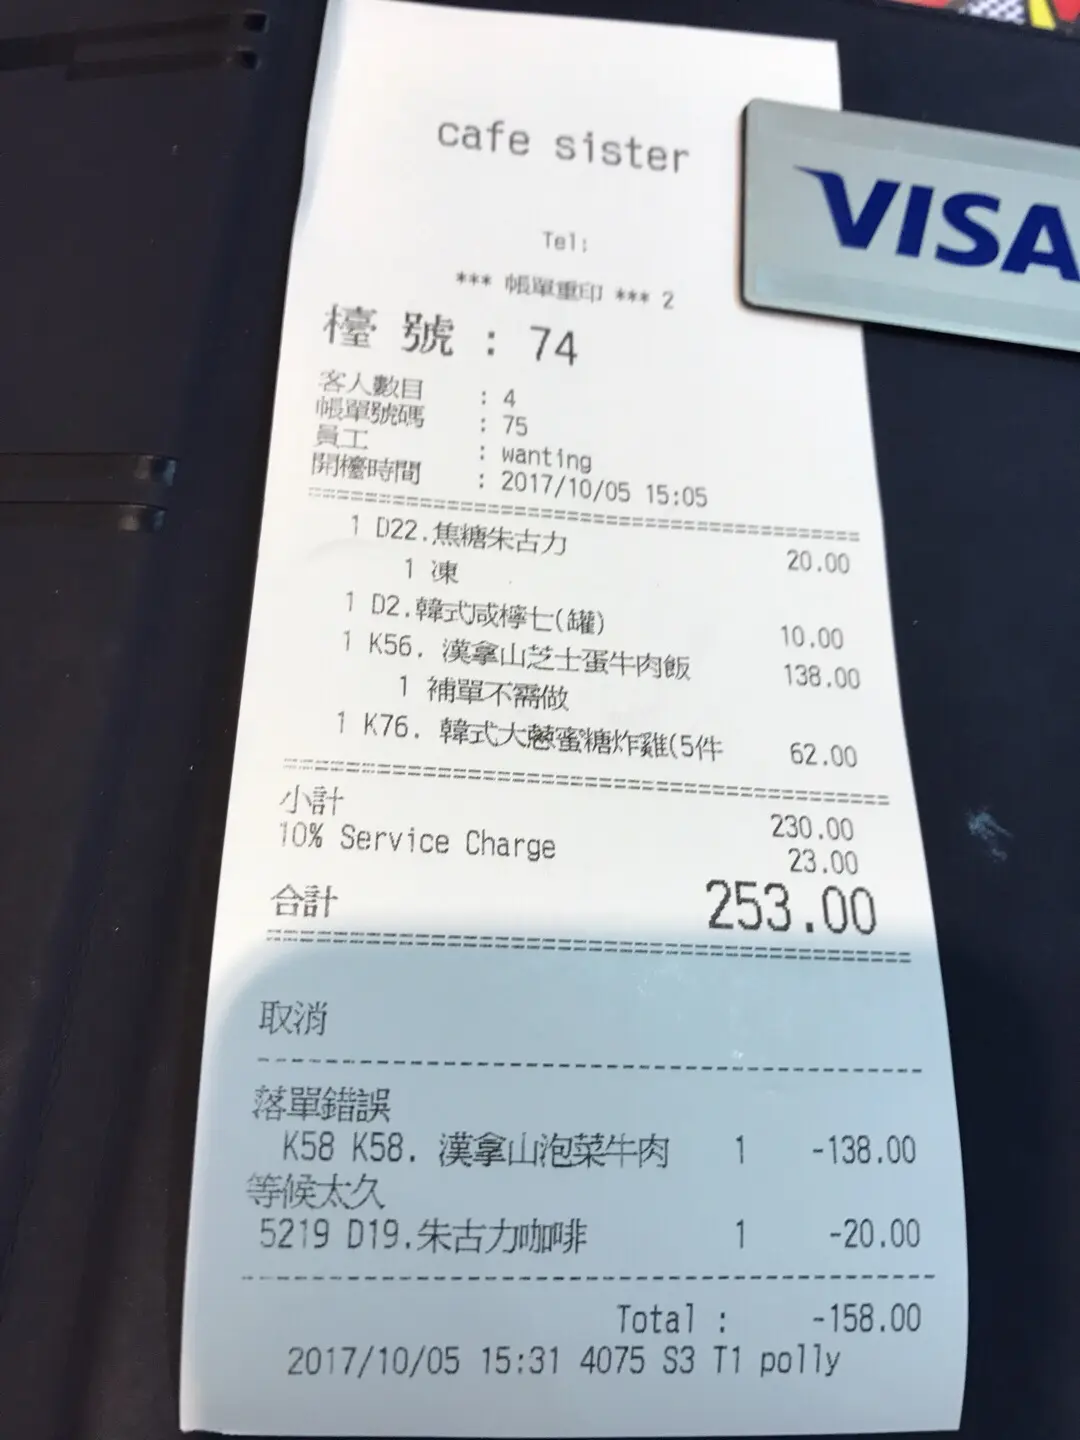 cafe sister
VISA
Tel:
*** 帳單重印 *** 2
檯 號 : 74
客人數目 : 4
帳單號碼 : 75
員工 : wanting
開檯時間 : 2017/10/05 15:05
1 D22.焦糖朱古力 20.00
1 凍
1 D2.韓式咸檸七(罐) 10.00
1 K56. 漢拿山芝士蛋牛肉飯 138.00
1 補單不需做
1 K76. 韓式大蔥蜜糖炸雞(5件 62.00
小計 230.00
10% Service Charge 23.00
合計 253.00
取消
落單錯誤
K58 K58. 漢拿山泡菜牛肉 1 -138.00
等候太久
5219 D19.朱古力咖啡 1 -20.00
Total : -158.00
2017/10/05 15:31 4075 S3 T1 polly